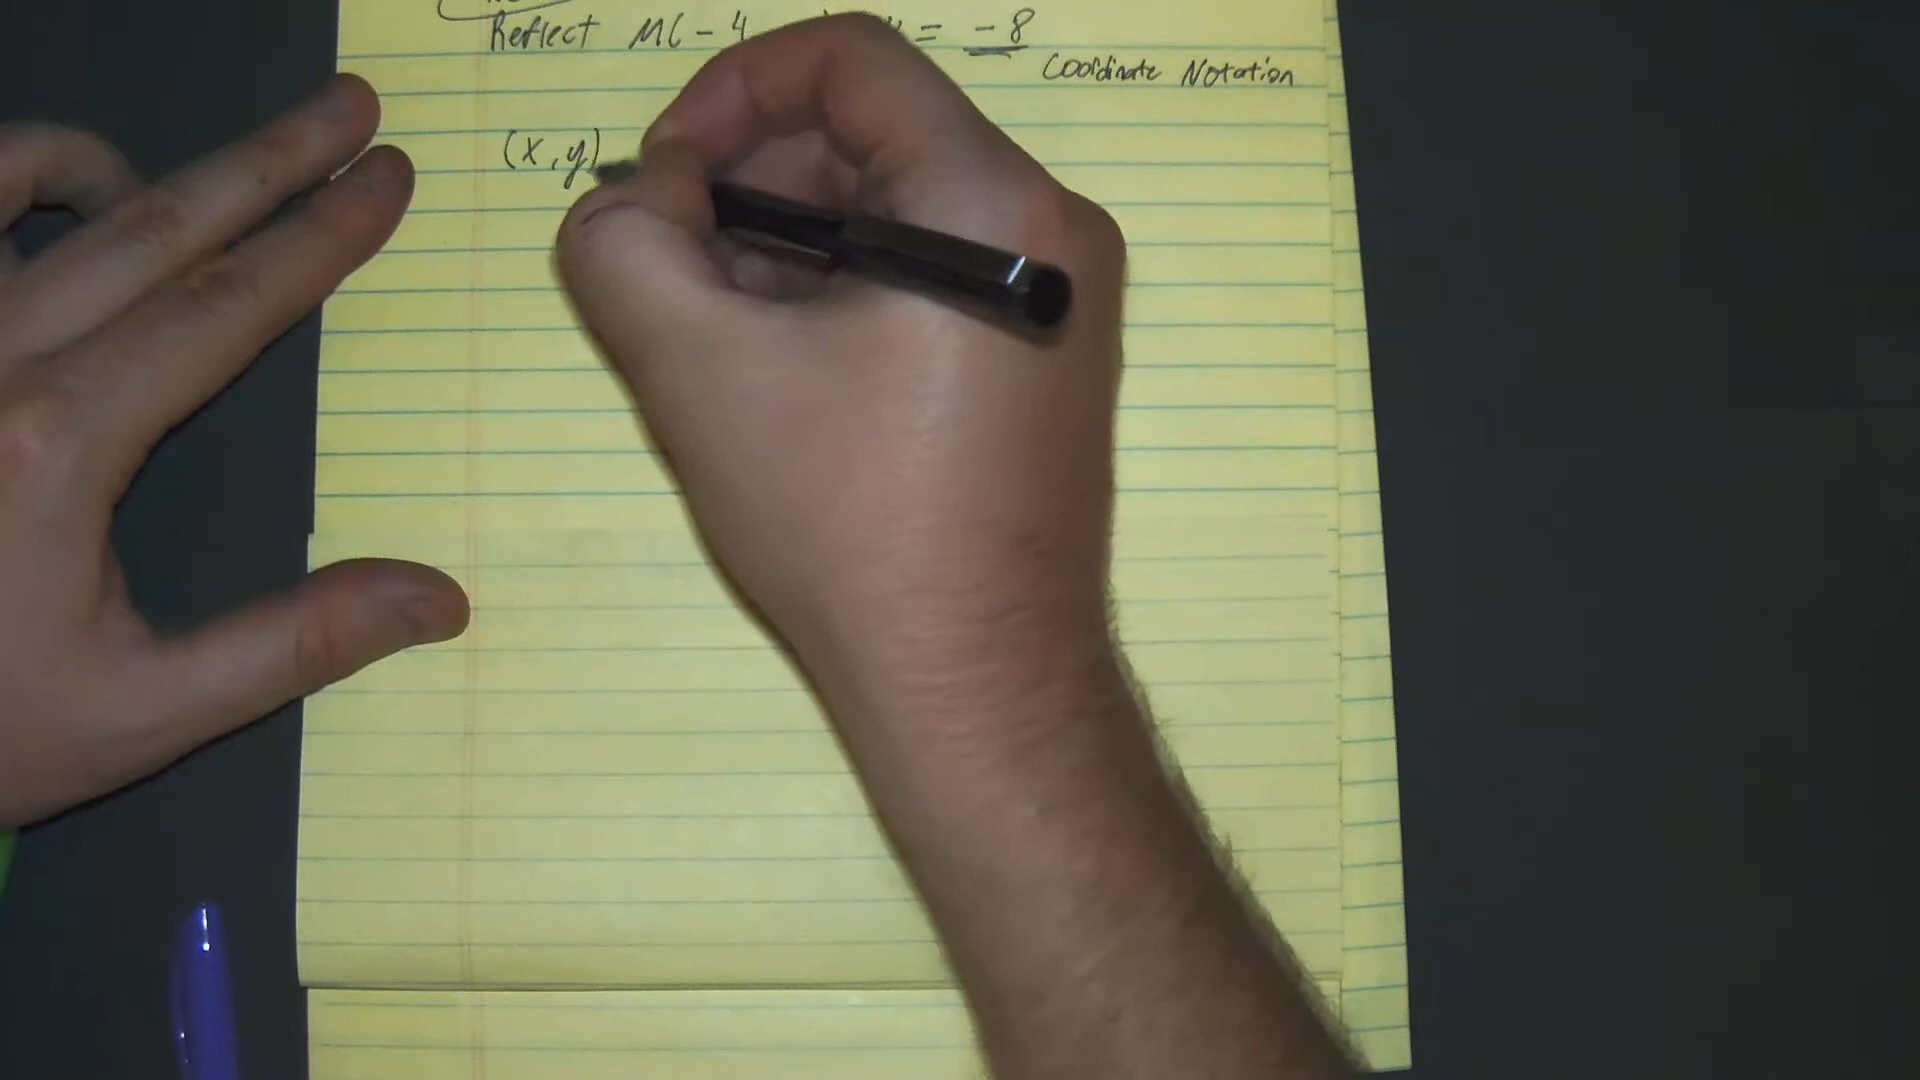 Reflect M(-4 = -8
Coordinate Notation
(x,y)